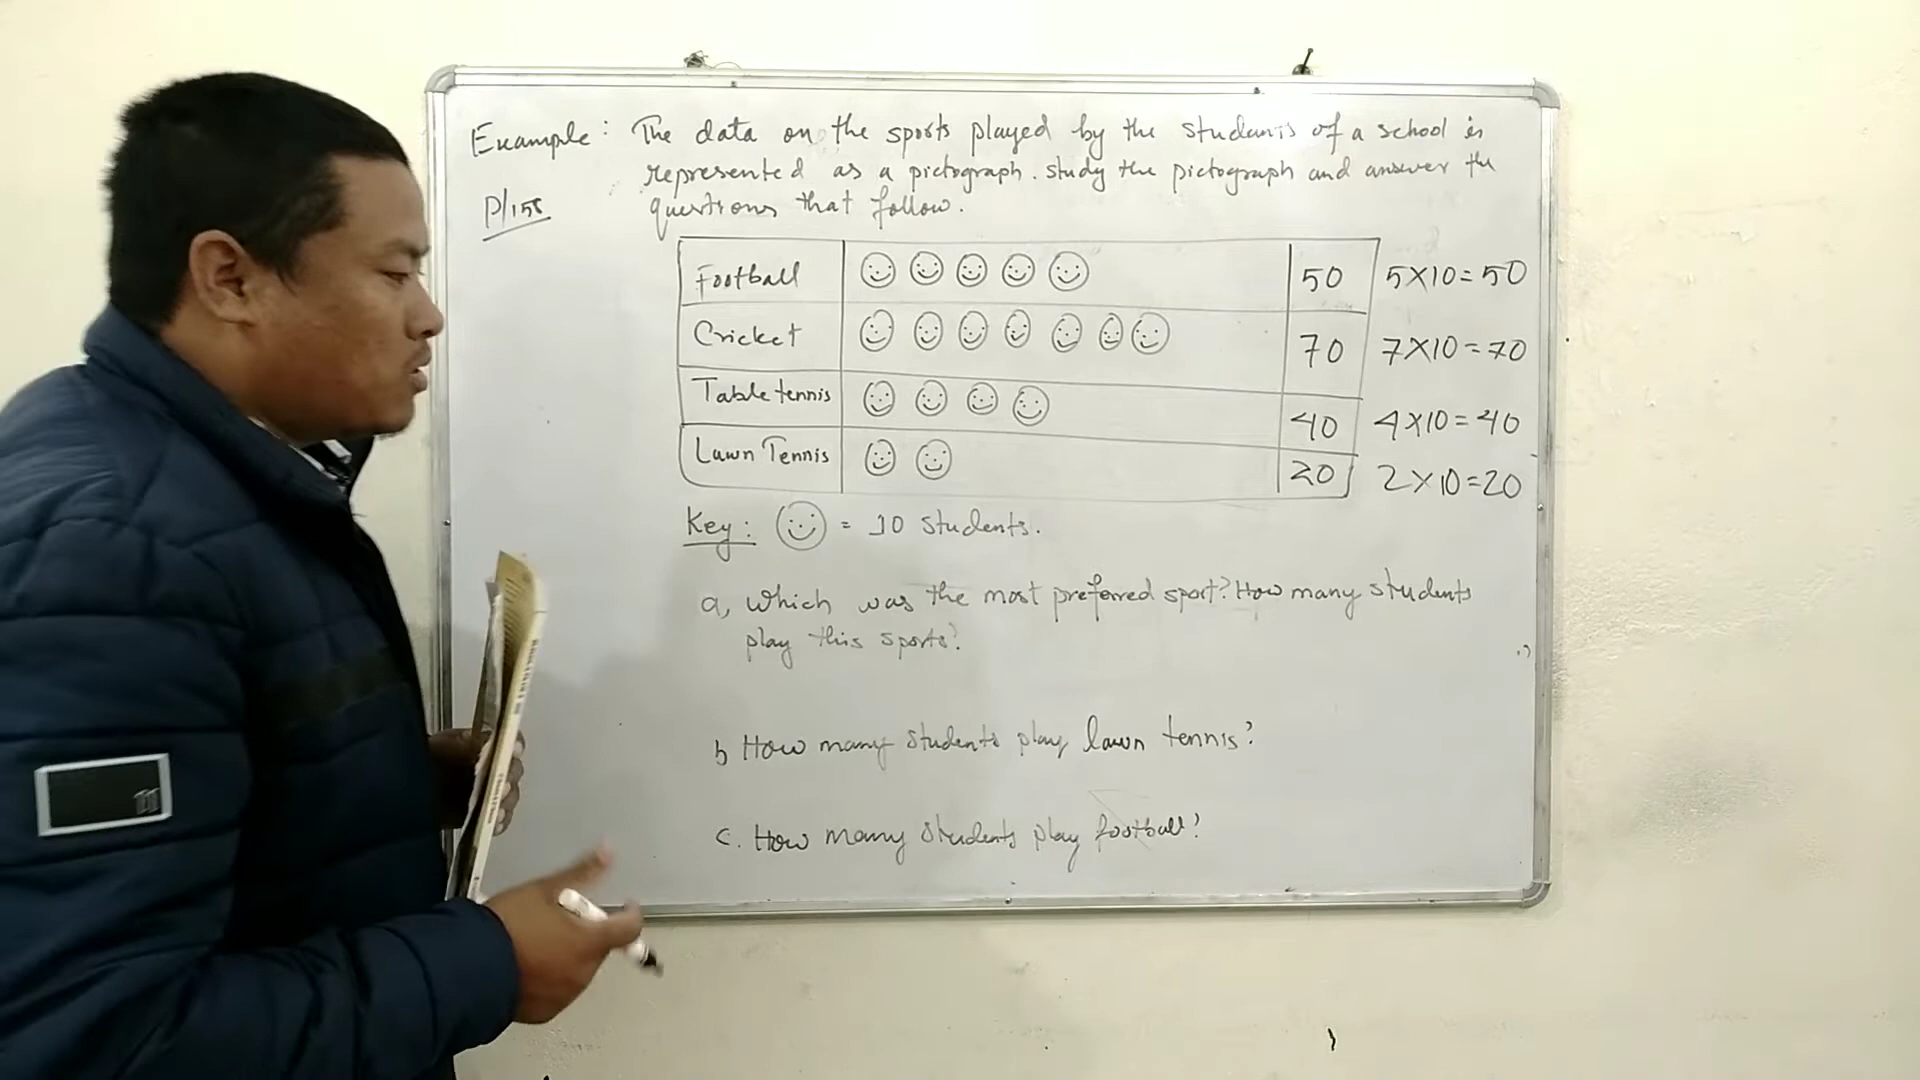 Example: The data on the sports played by the students of a school is
represented as a pictograph. study the pictograph and answer the
P/158 questions that follow.
Football 50 5X10=50
Cricket 70 7X10=70
Table tennis 40 4X10=40
Lawn Tennis 20 2X10=20
Key: = 10 students.
a, which was the most preferred sport? How many students
play this sports?
b How many students play lawn tennis?
c. How many students play football?